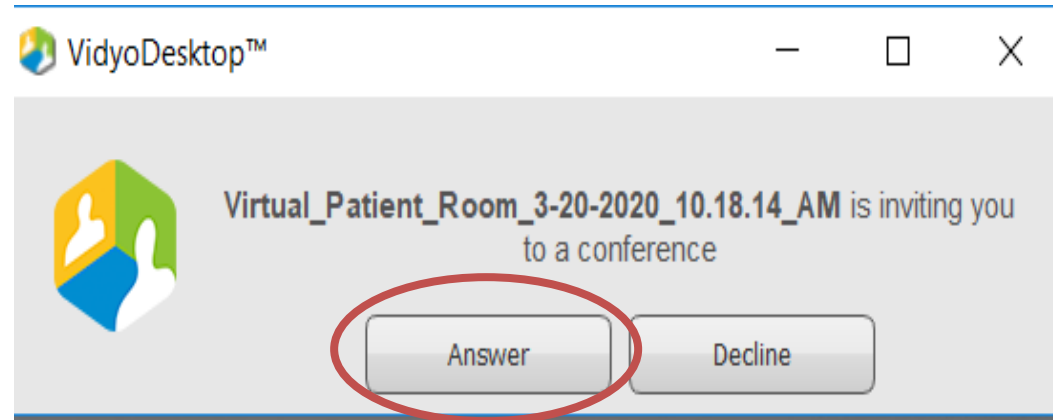 VidyoDesktop™
Virtual_Patient_Room_3-20-2020_10.18.14_AM is inviting you
to a conference
Answer Decline